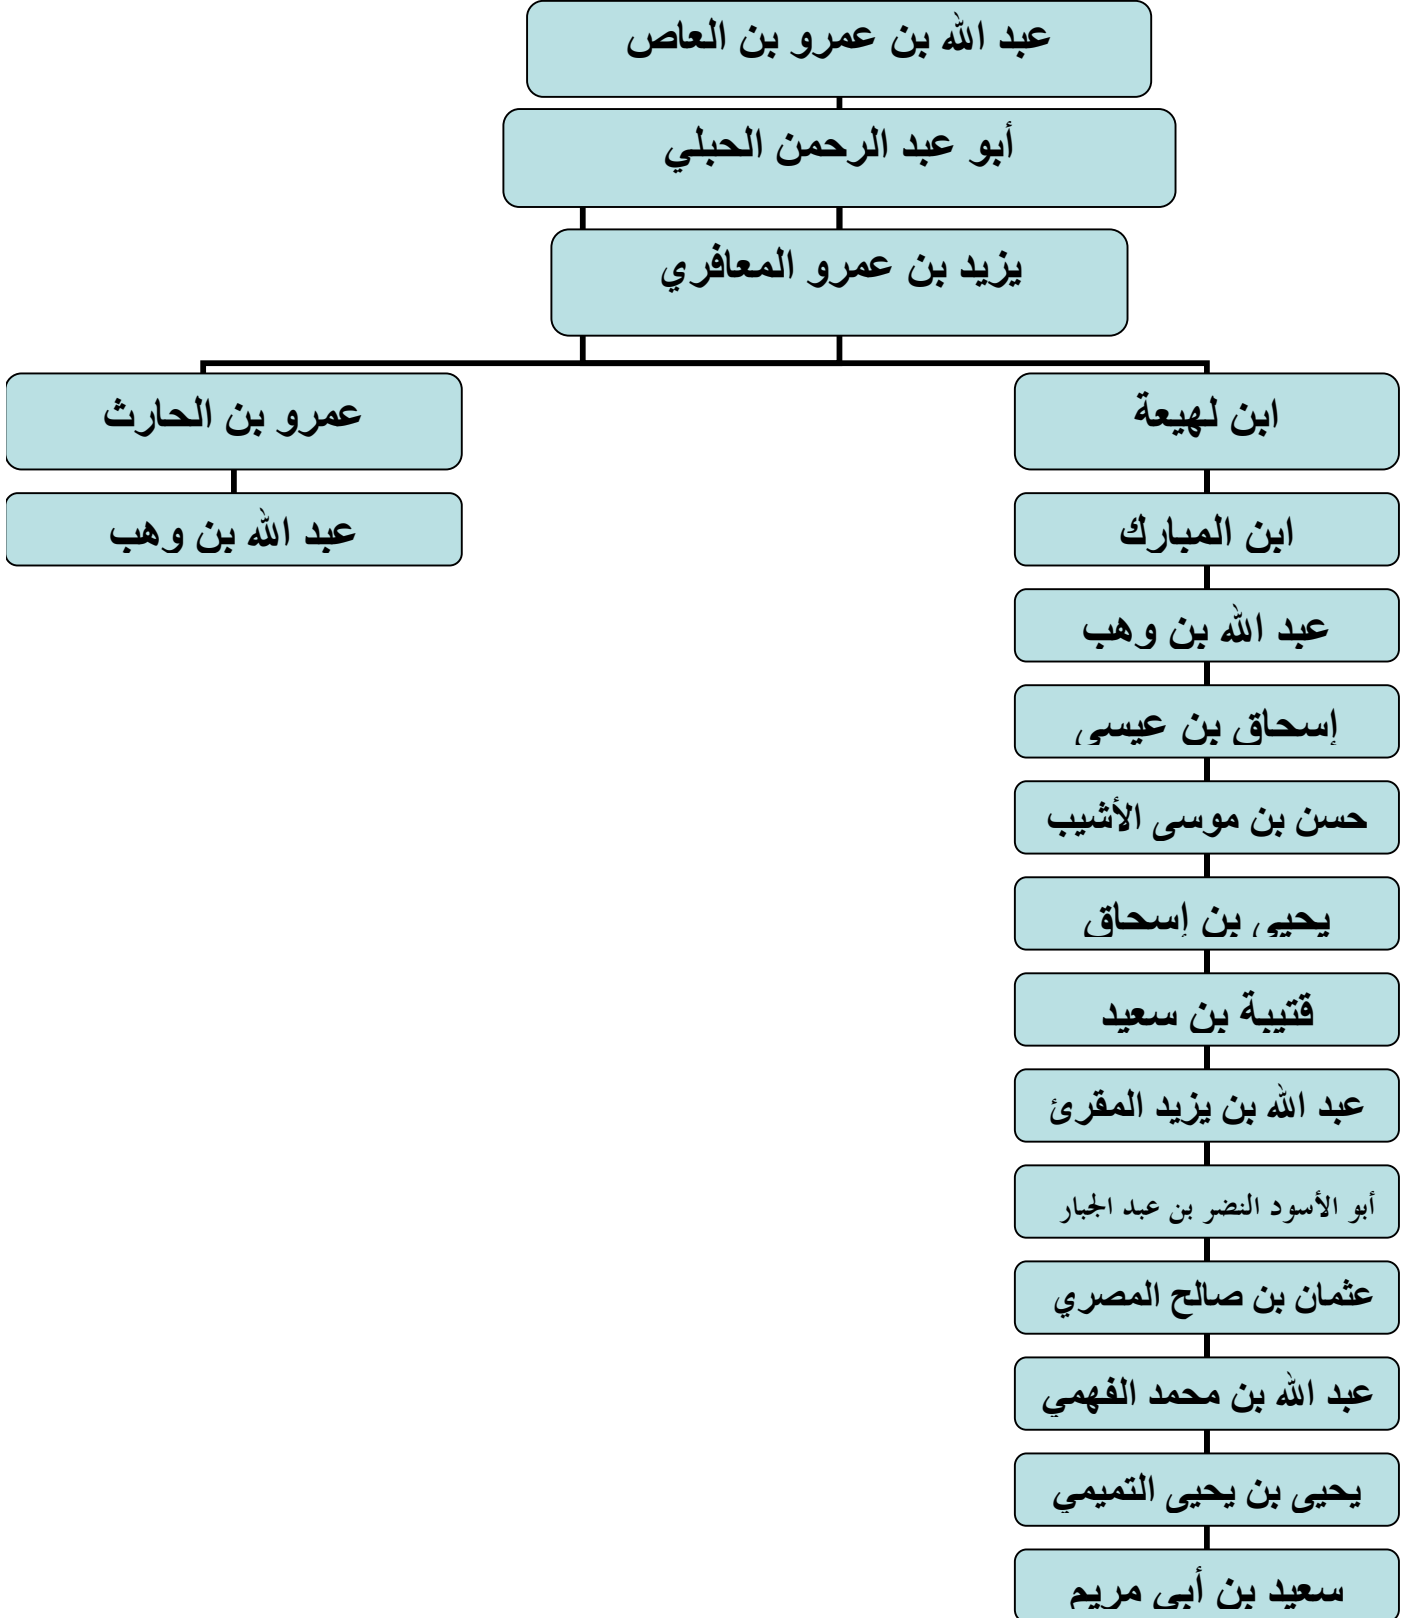 عبد الله بن عمرو بن العاص
أبو عبد الرحمن الحبلي
يزيد بن عمرو المعافري
ابن لهيعة
عمرو بن الحارث
ابن المبارك
عبد الله بن وهب
عبد الله بن وهب
إسحاق بن عيسى
حسن بن موسى الأشيب
يحيى بن إسحاق
قتيبة بن سعيد
عبد الله بن يزيد المقرئ
أبو الأسود النضر بن عبد الجبار
عثمان بن صالح المصري
عبد الله بن محمد الفهمي
يحيى بن يحيى التميمي
سعيد بن أبي مريم